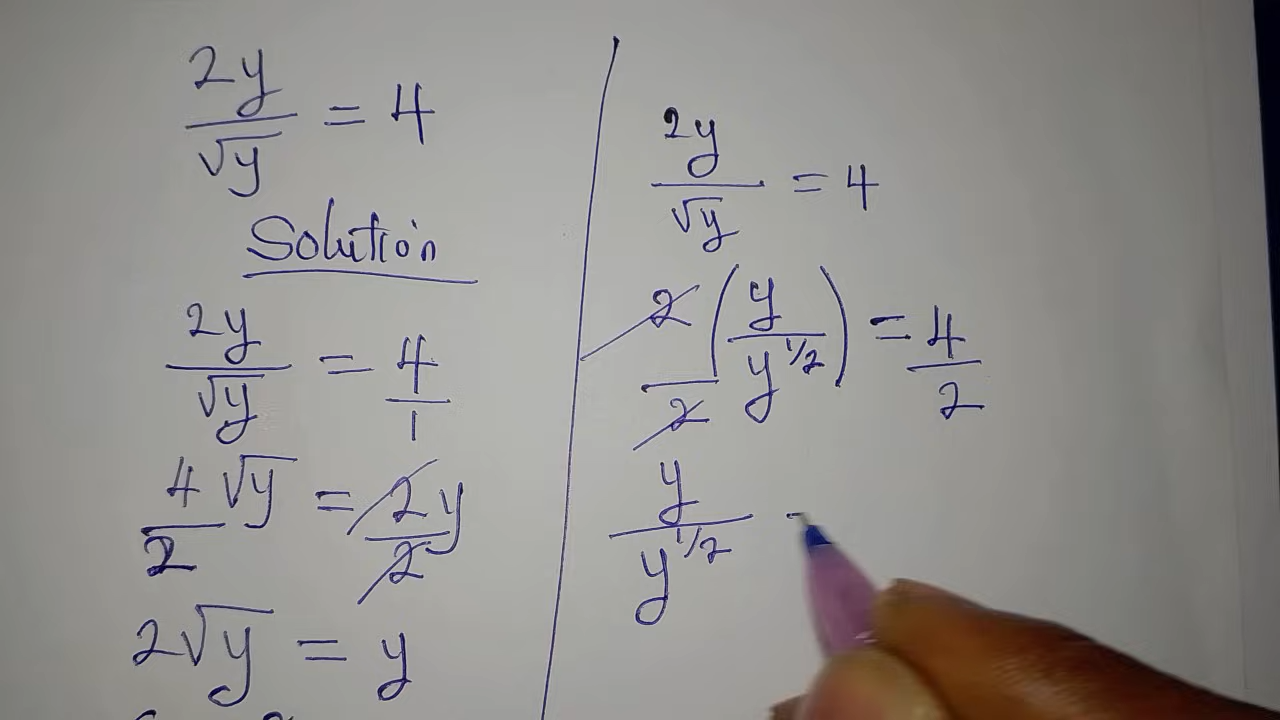 2y/√y = 4
Solution
2y/√y = 4/1
4√y/2 = 2y/2
2√y = y
2y/√y = 4
2/2 (y/y^1/2) = 4/2
y/y^1/2 =